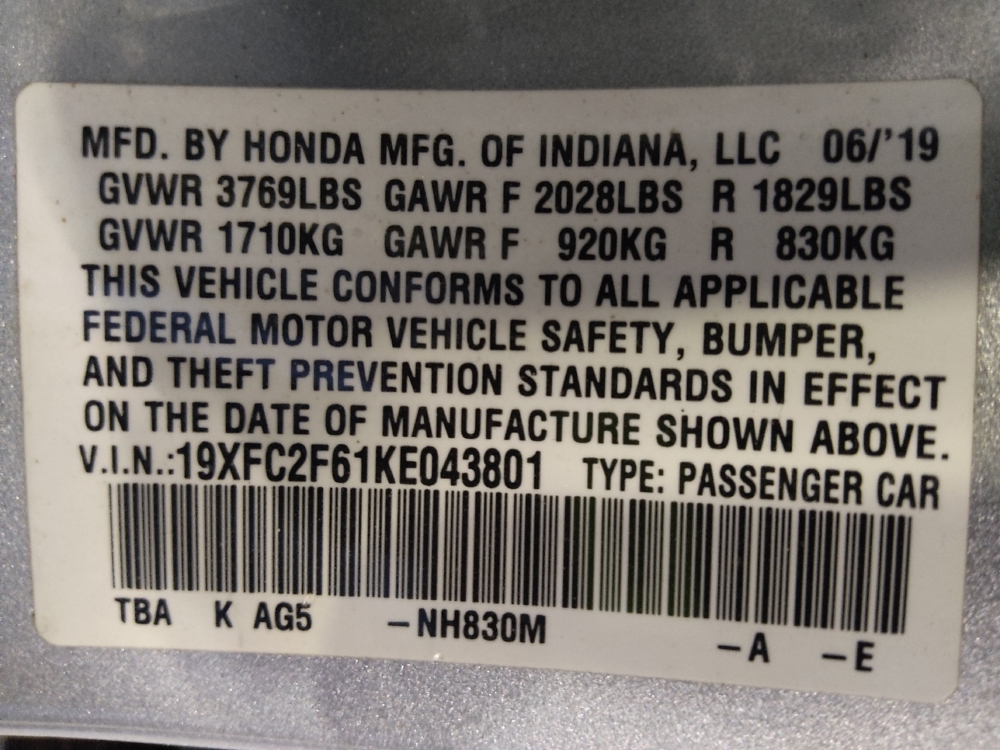 MFD. BY HONDA MFG. OF INDIANA, LLC 06/'19
GVWR 3769LBS GAWR F 2028LBS R 1829LBS
GVWR 1710KG GAWR F 920KG R 830KG
THIS VEHICLE CONFORMS TO ALL APPLICABLE
FEDERAL MOTOR VEHICLE SAFETY, BUMPER,
AND THEFT PREVENTION STANDARDS IN EFFECT
ON THE DATE OF MANUFACTURE SHOWN ABOVE.
V.I.N.:19XFC2F61KE043801 TYPE: PASSENGER CAR
TBA K AG5 -NH830M -A -E